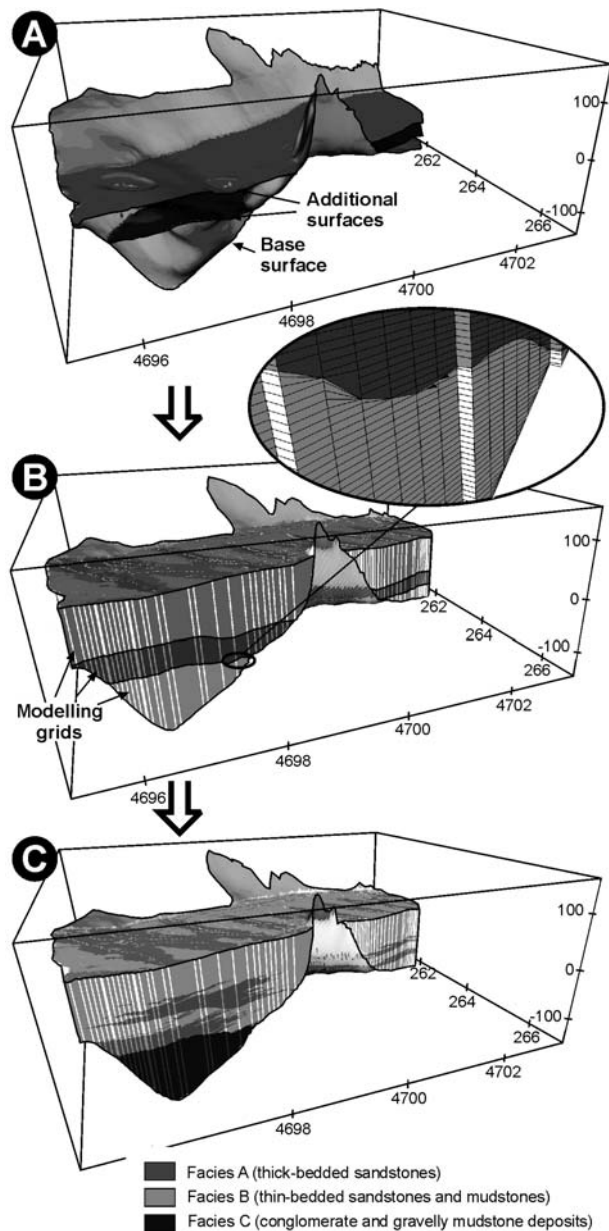 A
100
0
-100
262
264
266
Additional
surfaces
Base
surface
4702
4700
4698
4696
B
100
0
-100
262
264
266
Modelling
grids
4702
4700
4698
4696
C
100
0
-100
262
264
266
4702
4700
4698
Facies A (thick-bedded sandstones)
Facies B (thin-bedded sandstones and mudstones)
Facies C (conglomerate and gravelly mudstone deposits)